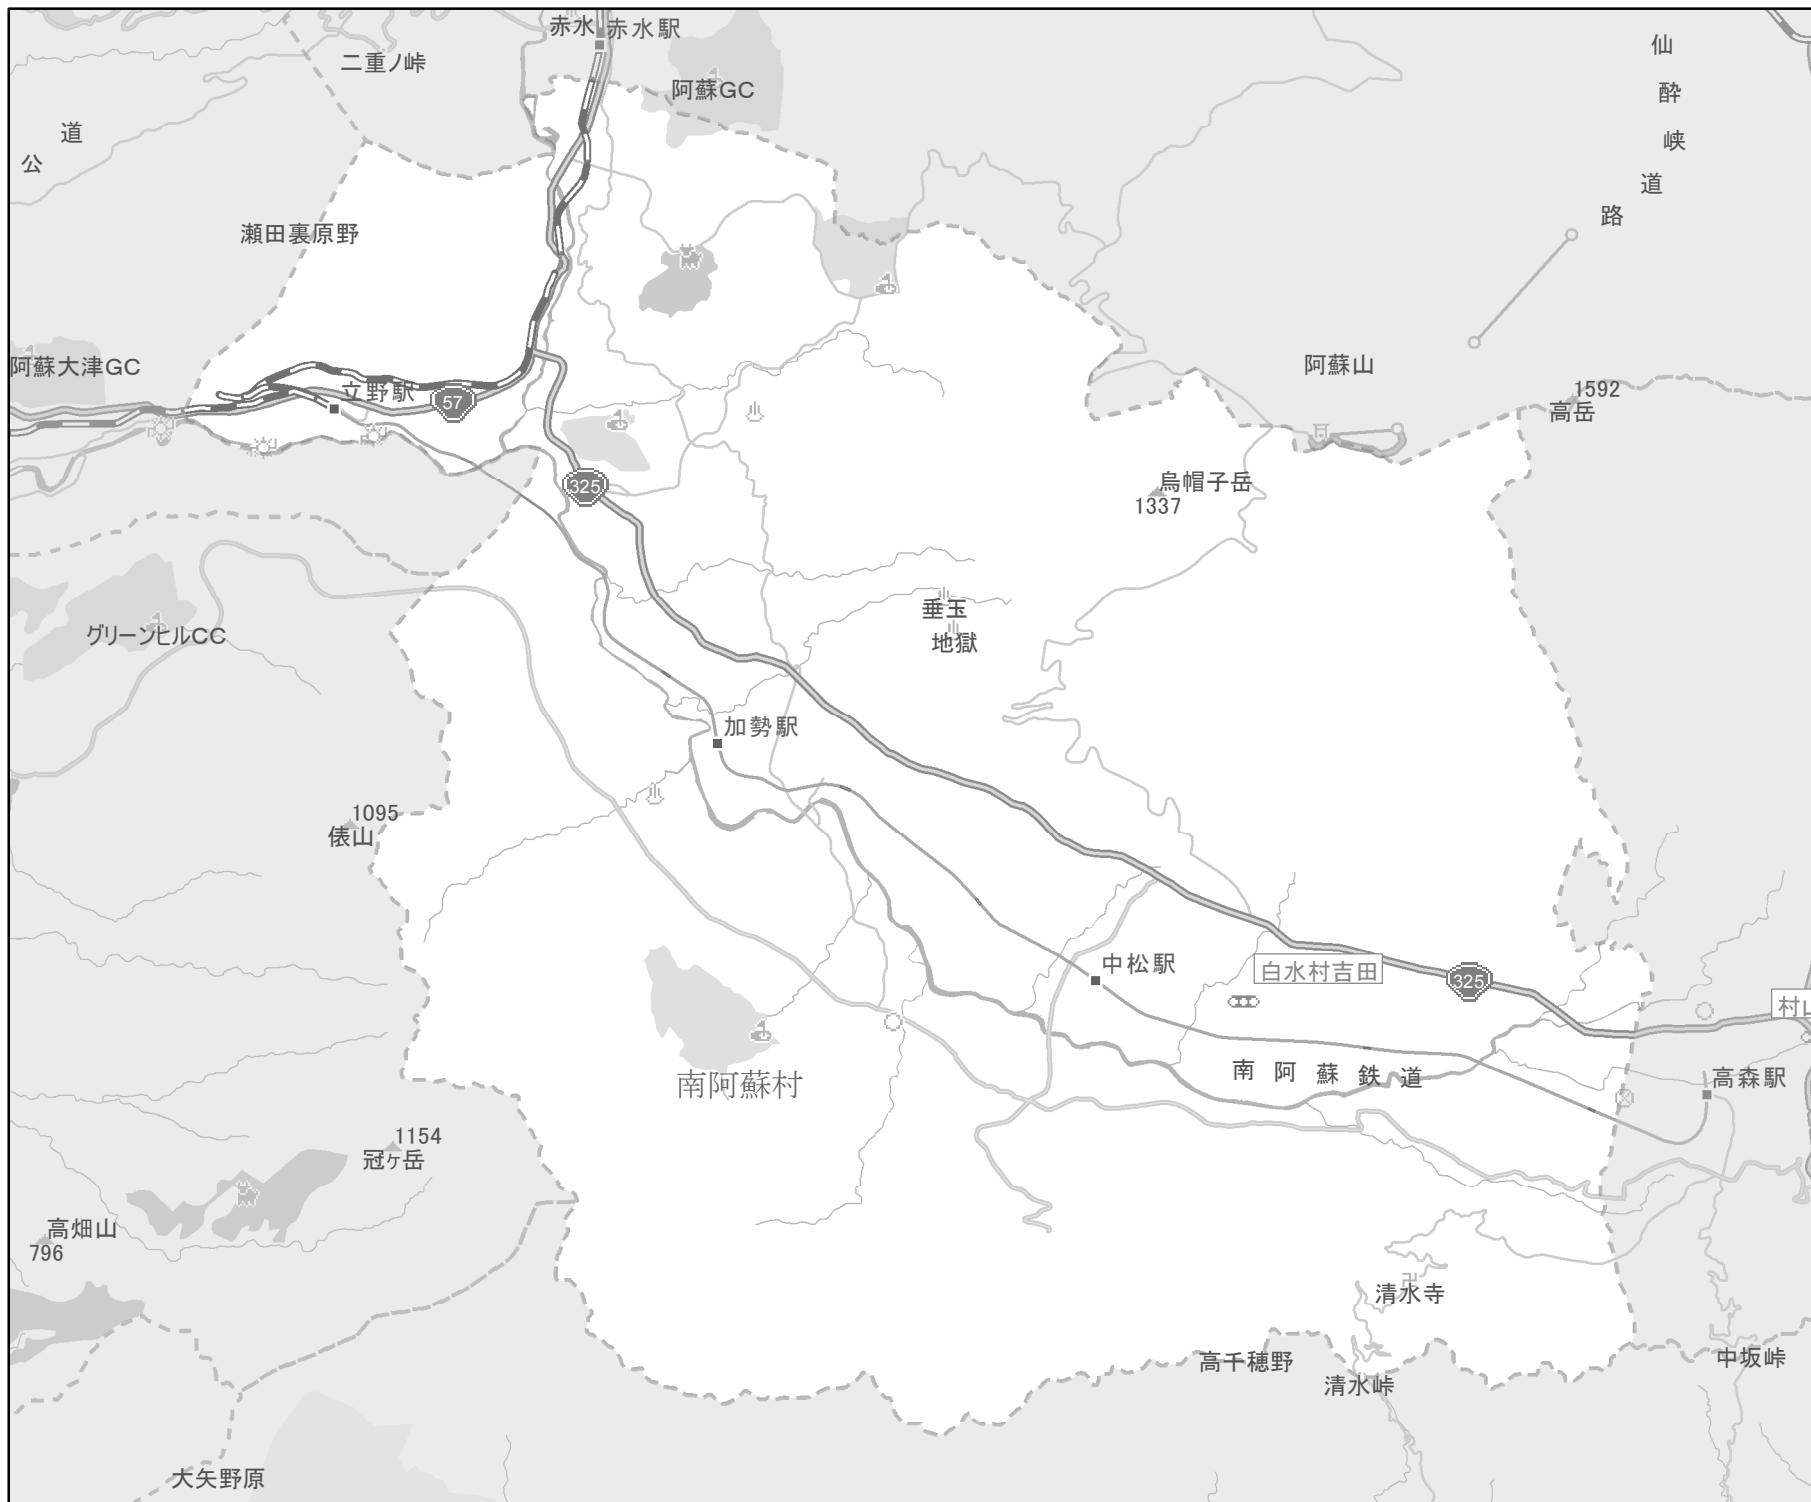 赤水
赤水駅
二重ノ峠
阿蘇GC
仙酔峡道路
公道
瀬田裏原野
阿蘇大津GC
立野駅
57
阿蘇山
1592
高岳
325
烏帽子岳
1337
垂玉
地獄
グリーンヒルCC
加勢駅
1095
俵山
中松駅
白水村吉田
325
村山
南阿蘇鉄道
高森駅
南阿蘇村
1154
冠ヶ岳
高畑山
796
清水寺
高千穂野
清水峠
中坂峠
大矢野原